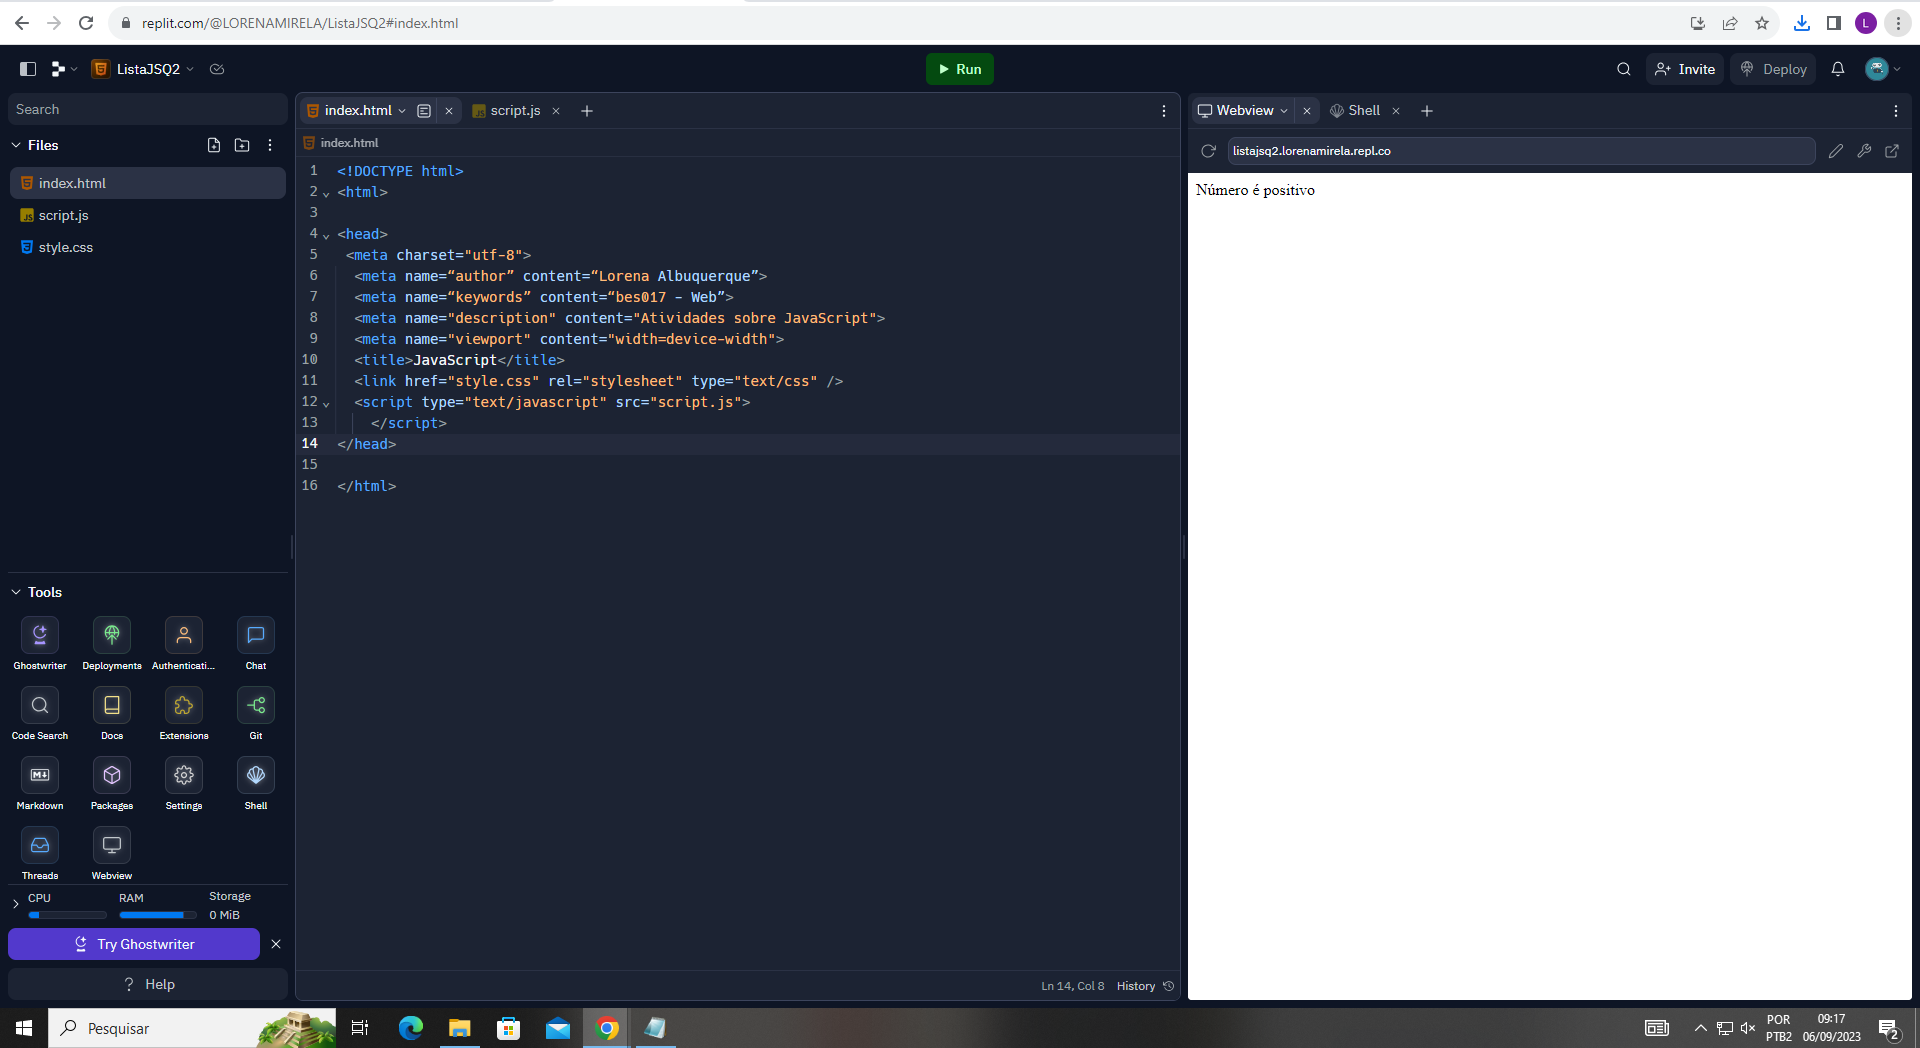 replit.com/@LORENAMIRELA/ListaJSQ2#index.html
L
ListaJSQ2
Run
Invite
Deploy
Search
Files
index.html
script.js
style.css
index.html
script.js
index.html
1 <!DOCTYPE html>
2 <html>
3
4 <head>
5 <meta charset="utf-8">
6 <meta name=“author” content=“Lorena Albuquerque”>
7 <meta name=“keywords” content=“bes017 - Web”>
8 <meta name="description" content="Atividades sobre JavaScript">
9 <meta name="viewport" content="width=device-width">
10 <title>JavaScript</title>
11 <link href="style.css" rel="stylesheet" type="text/css" />
12 <script type="text/javascript" src="script.js">
13 </script>
14 </head>
15
16 </html>
Ln 14, Col 8 History
Webview
Shell
listajsq2.lorenamirela.repl.co
Número é positivo
Tools
Ghostwriter Deployments Authenticati... Chat
Code Search Docs Extensions Git
Markdown Packages Settings Shell
Threads Webview
CPU RAM Storage
0 MiB
Try Ghostwriter
? Help
Pesquisar
POR
PTB2
09:17
06/09/2023
2